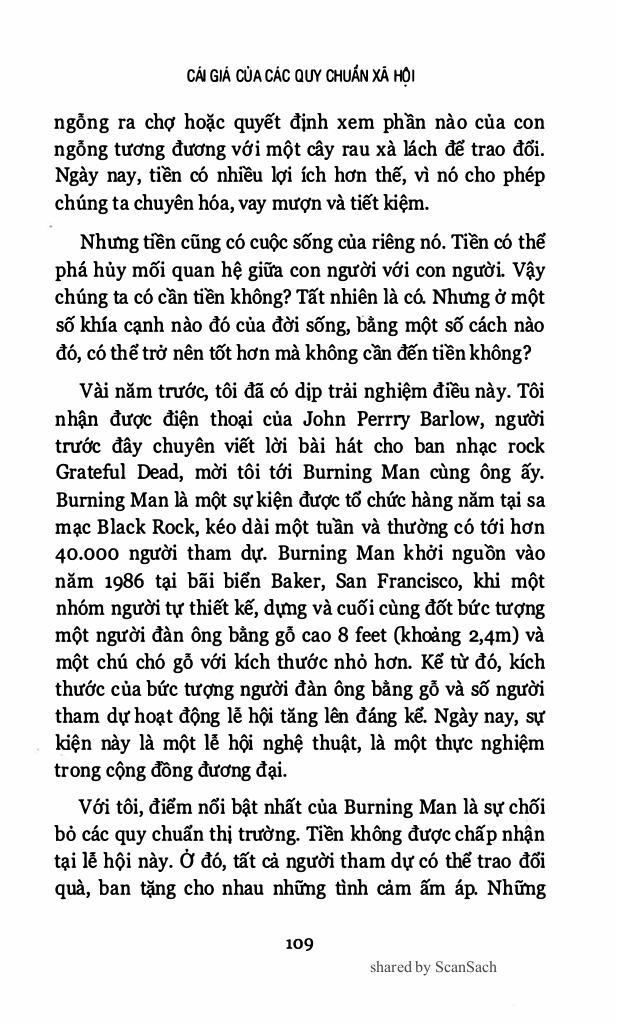 CÁI GIÁ CỦA CÁC QUY CHUẨN XÃ HỘI
ngỗng ra chợ hoặc quyết định xem phần nào của con
ngỗng tương đương với một cây rau xà lách để trao đổi.
Ngày nay, tiền có nhiều lợi ích hơn thế, vì nó cho phép
chúng ta chuyên hóa, vay mượn và tiết kiệm.
Nhưng tiền cũng có cuộc sống của riêng nó. Tiền có thể
phá hủy mối quan hệ giữa con người với con người. Vậy
chúng ta có cần tiền không? Tất nhiên là có. Nhưng ở một
số khía cạnh nào đó của đời sống, bằng một số cách nào
đó, có thể trở nên tốt hơn mà không cần đến tiền không?
Vài năm trước, tôi đã có dịp trải nghiệm điều này. Tôi
nhận được điện thoại của John Perrry Barlow, người
trước đây chuyên viết lời bài hát cho ban nhạc rock
Grateful Dead, mời tôi tới Burning Man cùng ông ấy.
Burning Man là một sự kiện được tổ chức hàng năm tại sa
mạc Black Rock, kéo dài một tuần và thường có tới hơn
40.000 người tham dự. Burning Man khởi nguồn vào
năm 1986 tại bãi biển Baker, San Francisco, khi một
nhóm người tự thiết kế, dựng và cuối cùng đốt bức tượng
một người đàn ông bằng gỗ cao 8 feet (khoảng 2,4m) và
một chú chó gỗ với kích thước nhỏ hơn. Kể từ đó, kích
thước của bức tượng người đàn ông bằng gỗ và số người
tham dự hoạt động lễ hội tăng lên đáng kể. Ngày nay, sự
kiện này là một lễ hội nghệ thuật, là một thực nghiệm
trong cộng đồng đương đại.
Với tôi, điểm nổi bật nhất của Burning Man là sự chối
bỏ các quy chuẩn thị trường. Tiền không được chấp nhận
tại lễ hội này. Ở đó, tất cả người tham dự có thể trao đổi
quà, ban tặng cho nhau những tình cảm ấm áp. Những
109
shared by ScanSach